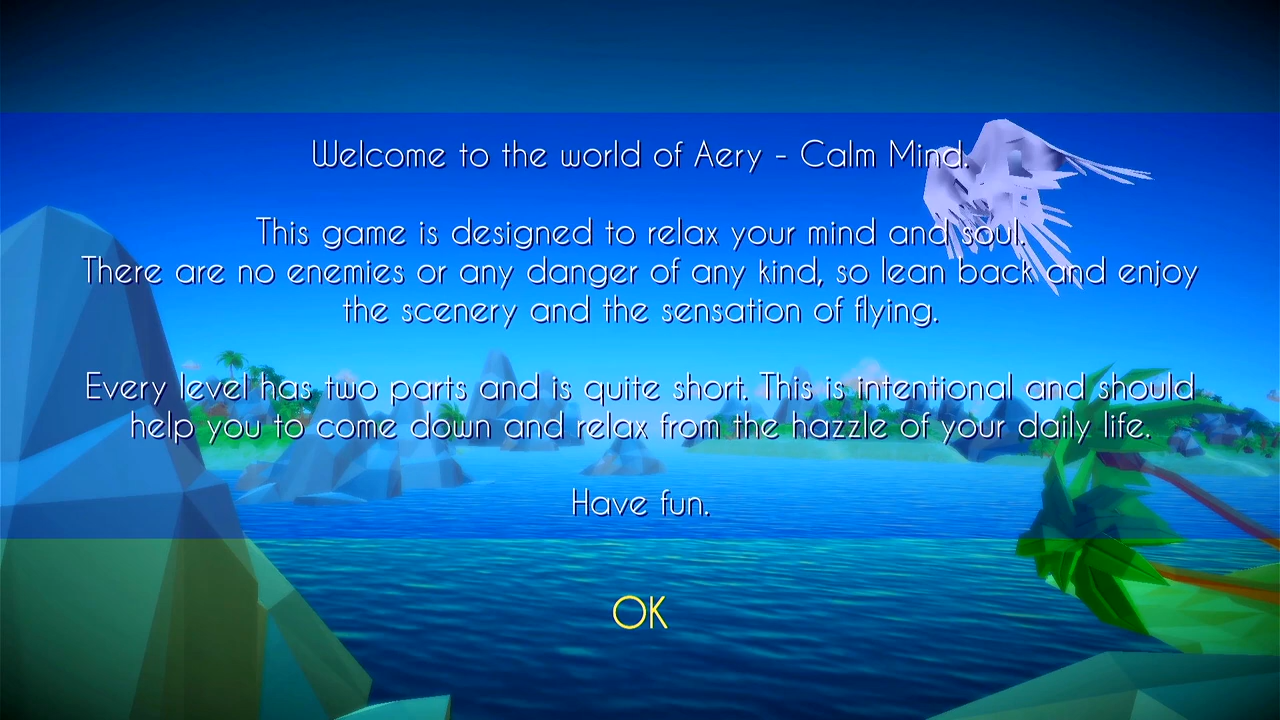 Welcome to the world of Aery - Calm Mind.
This game is designed to relax your mind and soul.
There are no enemies or any danger of any kind, so lean back and enjoy
the scenery and the sensation of flying.
Every level has two parts and is quite short. This is intentional and should
help you to come down and relax from the hazzle of your daily life.
Have fun.
OK